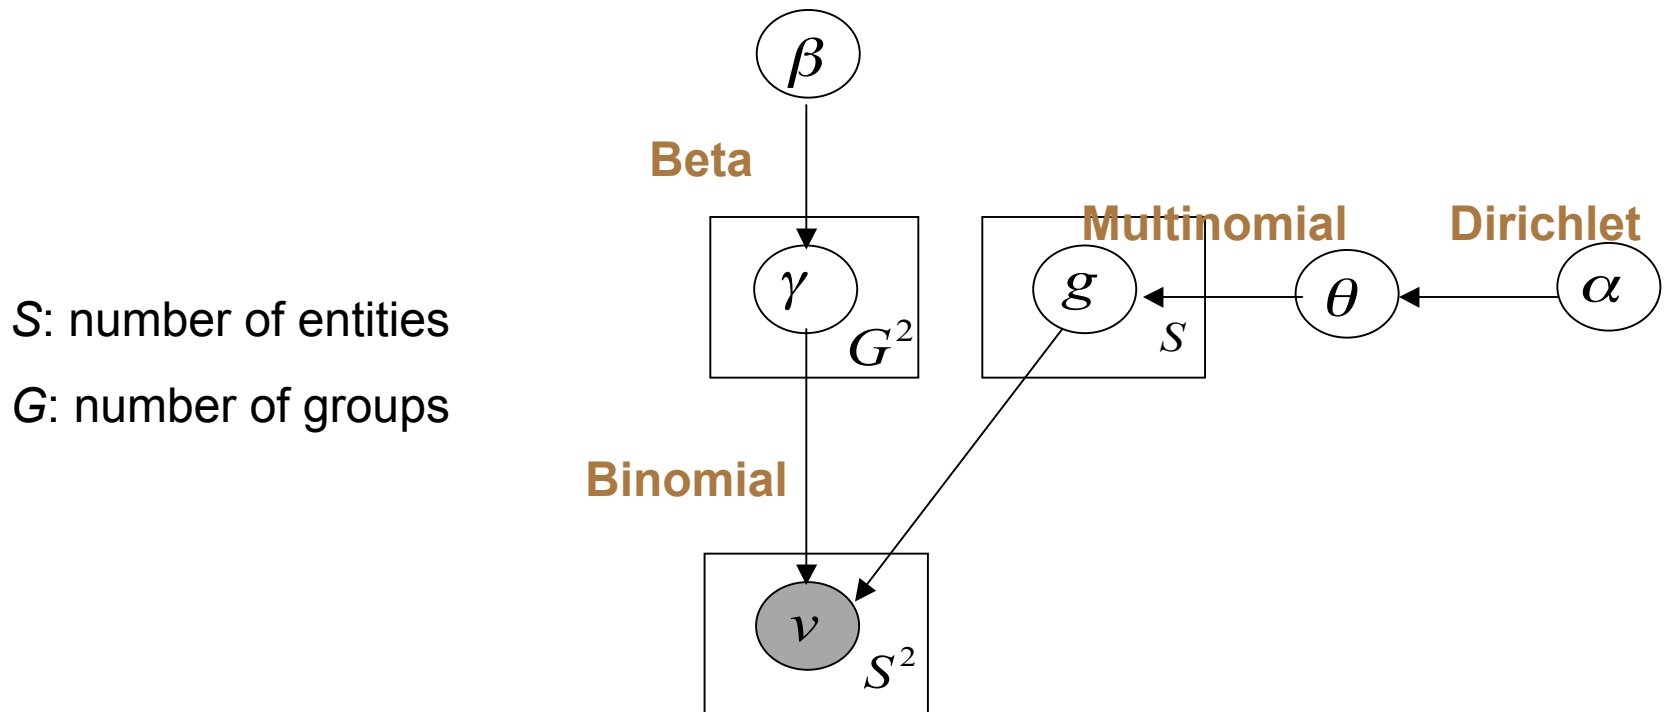 β
Beta
Multinomial
Dirichlet
γ
G²
g
S
θ
α
S: number of entities
G: number of groups
Binomial
v
S²